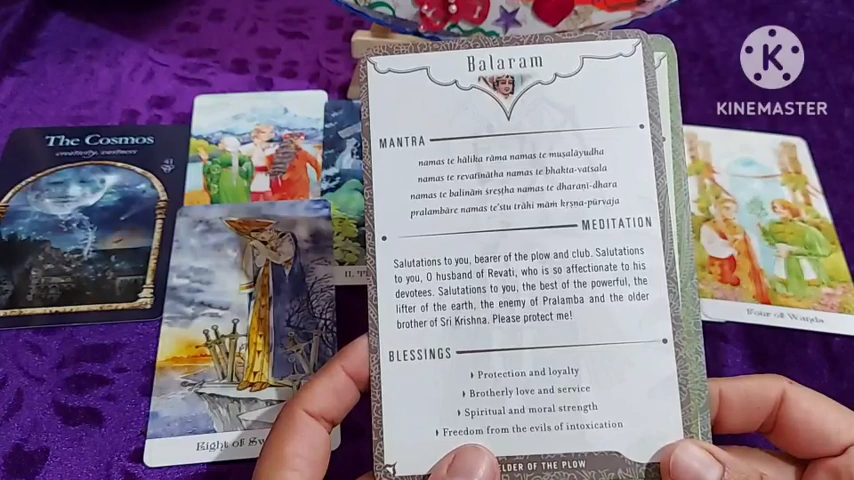 KINEMASTER
The Cosmos
creativity, vastness
Balaram
MANTRA
namas te halika rāma namas te muṣalāyudha
namas te revatīnātha namas te bhakta-vatsala
namas te balināṁ śreṣṭha namas te dharaṇi-dhara
pralambāre namas te'stu trāhi māṁ kṛṣṇa-pūrvaja
MEDITATION
Salutations to you, bearer of the plow and club. Salutations
to you, O husband of Revati, who is so affectionate to his
devotees. Salutations to you, the best of the powerful, the
lifter of the earth, the enemy of Pralamba and the older
brother of Sri Krishna. Please protect me!
BLESSINGS
Protection and loyalty
Brotherly love and service
Spiritual and moral strength
Freedom from the evils of intoxication
ELDER OF THE PLOW
Eight of Sw
II. T
Four of Wands